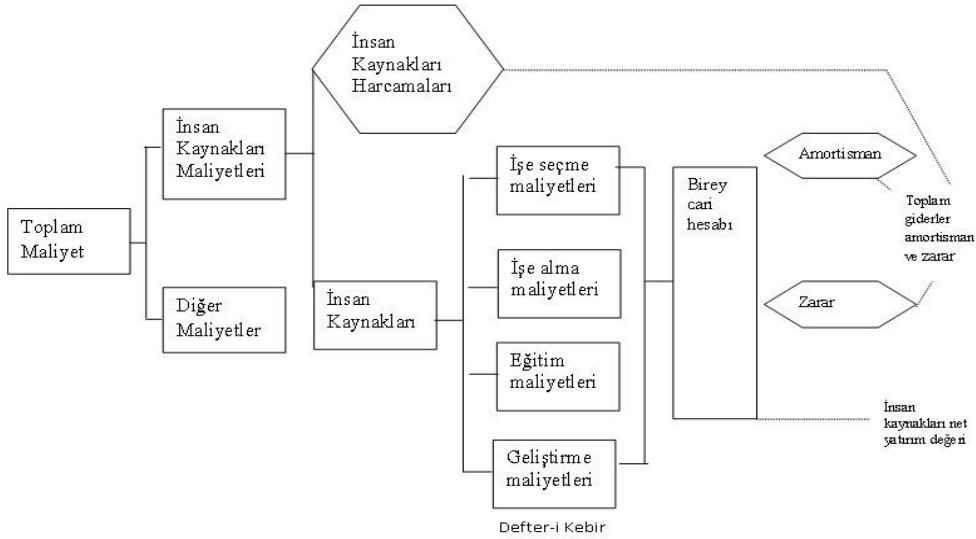 İnsan
Kaynakları
Harcamaları
İnsan
Kaynakları
Maliyetleri
Toplam
Maliyet
Diğer
Maliyetler
İnsan
Kaynakları
İşe seçme
maliyetleri
İşe alma
maliyetleri
Eğitim
maliyetleri
Geliştirme
maliyetleri
Defter-i Kebir
Birey
cari
hesabı
Amortisman
Toplam
giderler
amortisman
ve zarar
Zarar
İnsan
kaynakları net
yatırım değeri